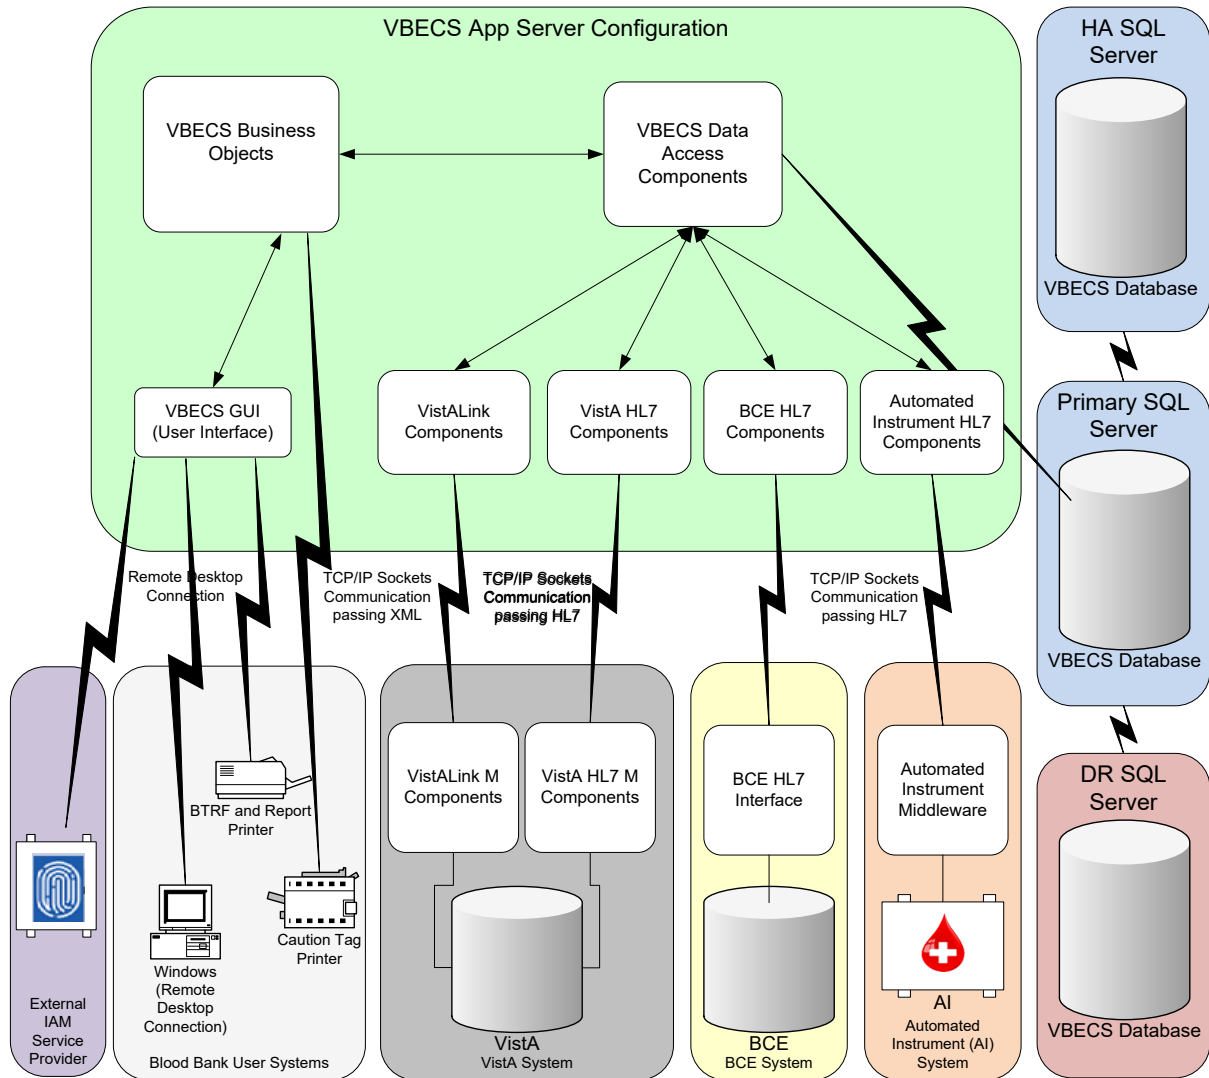 VBECS App Server Configuration
HA SQL
Server
VBECS Business
Objects
VBECS Data
Access
Components
VBECS Database
VBECS GUI
(User Interface)
VistALink
Components
VistA HL7
Components
BCE HL7
Components
Automated
Instrument HL7
Components
Primary SQL
Server
VBECS Database
Remote Desktop
Connection
TCP/IP Sockets
Communication
passing XML
TCP/IP Sockets
Communication
passing HL7
TCP/IP Sockets
Communication
passing HL7
VistALink M
Components
VistA HL7 M
Components
BCE HL7
Interface
Automated
Instrument
Middleware
DR SQL
Server
VBECS Database
BTRF and Report
Printer
Caution Tag
Printer
Windows
(Remote
Desktop
Connection)
External
IAM
Service
Provider
Blood Bank User Systems
VistA
VistA System
BCE
BCE System
AI
Automated
Instrument (AI)
System